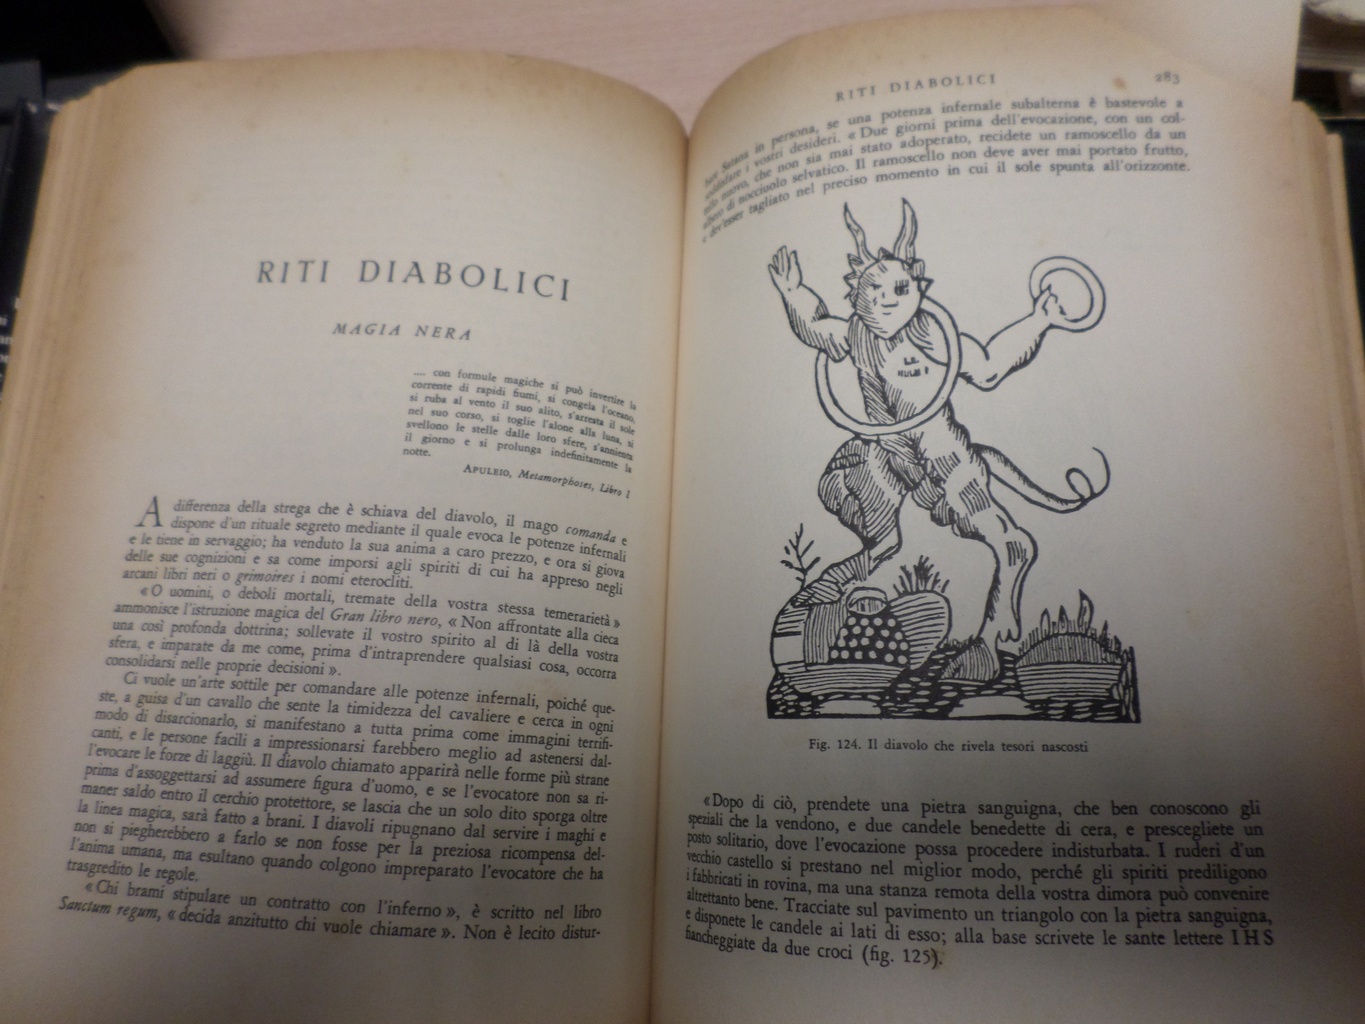 RITI DIABOLICI
MAGIA NERA
.... con formule magiche si può invertire la
corrente di rapidi fiumi, si congela l'oceano,
si ruba al vento il suo alito, s'arresta il sole
nel suo corso, si toglie l'alone alla luna, si
svellono le stelle dalle loro sfere, s'annienta
il giorno e si prolunga indefinitamente la
notte.
APULEIO, Metamorphoses, Libro I
A differenza della strega che è schiava del diavolo, il mago comanda e
dispone d'un rituale segreto mediante il quale evoca le potenze infernali
e le tiene in servaggio; ha venduto la sua anima a caro prezzo, e ora si giova
delle sue cognizioni e sa come imporsi agli spiriti di cui ha appreso negli
arcani libri neri o grimoires i nomi eterocliti.
« O uomini, o deboli mortali, tremate della vostra stessa temerarietà »
ammonisce l'istruzione magica del Gran libro nero, « Non affrontate alla cieca
una così profonda dottrina; sollevate il vostro spirito al di là della vostra
sfera, e imparate da me come, prima d'intraprendere qualsiasi cosa, occorra
consolidarsi nelle proprie decisioni ».
Ci vuole un'arte sottile per comandare alle potenze infernali, poiché que-
ste, a guisa d'un cavallo che sente la timidezza del cavaliere e cerca in ogni
modo di disarcionarlo, si manifestano a tutta prima come immagini terrifi-
canti, e le persone facili a impressionarsi farebbero meglio ad astenersi dal-
l'evocare le forze di laggiù. Il diavolo chiamato apparirà nelle forme più strane
prima d'assoggettarsi ad assumere figura d'uomo, e se l'evocatore non sa ri-
maner saldo entro il cerchio protettore, se lascia che un solo dito sporga oltre
la linea magica, sarà fatto a brani. I diavoli ripugnano dal servire i maghi e
non si piegherebbero a farlo se non fosse per la preziosa ricompensa del-
l'anima umana, ma esultano quando colgono impreparato l'evocatore che ha
trasgredito le regole.
« Chi brami stipulare un contratto con l'inferno », è scritto nel libro
Sanctum regum, « decida anzitutto chi vuole chiamare ». Non è lecito distur-
RITI DIABOLICI 283
bare Satana in persona, se una potenza infernale subalterna è bastevole a
soddisfare i vostri desideri. « Due giorni prima dell'evocazione, con un col-
tello nuovo, che non sia mai stato adoperato, recidete un ramoscello da un
albero di nocciuolo selvatico. Il ramoscello non deve aver mai portato frutto,
e dev'esser tagliato nel preciso momento in cui il sole spunta all'orizzonte.
Fig. 124. Il diavolo che rivela tesori nascosti
« Dopo di ciò, prendete una pietra sanguigna, che ben conoscono gli
speziali che la vendono, e due candele benedette di cera, e prescegliete un
posto solitario, dove l'evocazione possa procedere indisturbata. I ruderi d'un
vecchio castello si prestano nel miglior modo, perché gli spiriti prediligono
i fabbricati in rovina, ma una stanza remota della vostra dimora può convenire
altrettanto bene. Tracciate sul pavimento un triangolo con la pietra sanguigna,
e disponete le candele ai lati di esso; alla base scrivete le sante lettere IHS
fiancheggiate da due croci (fig. 125).